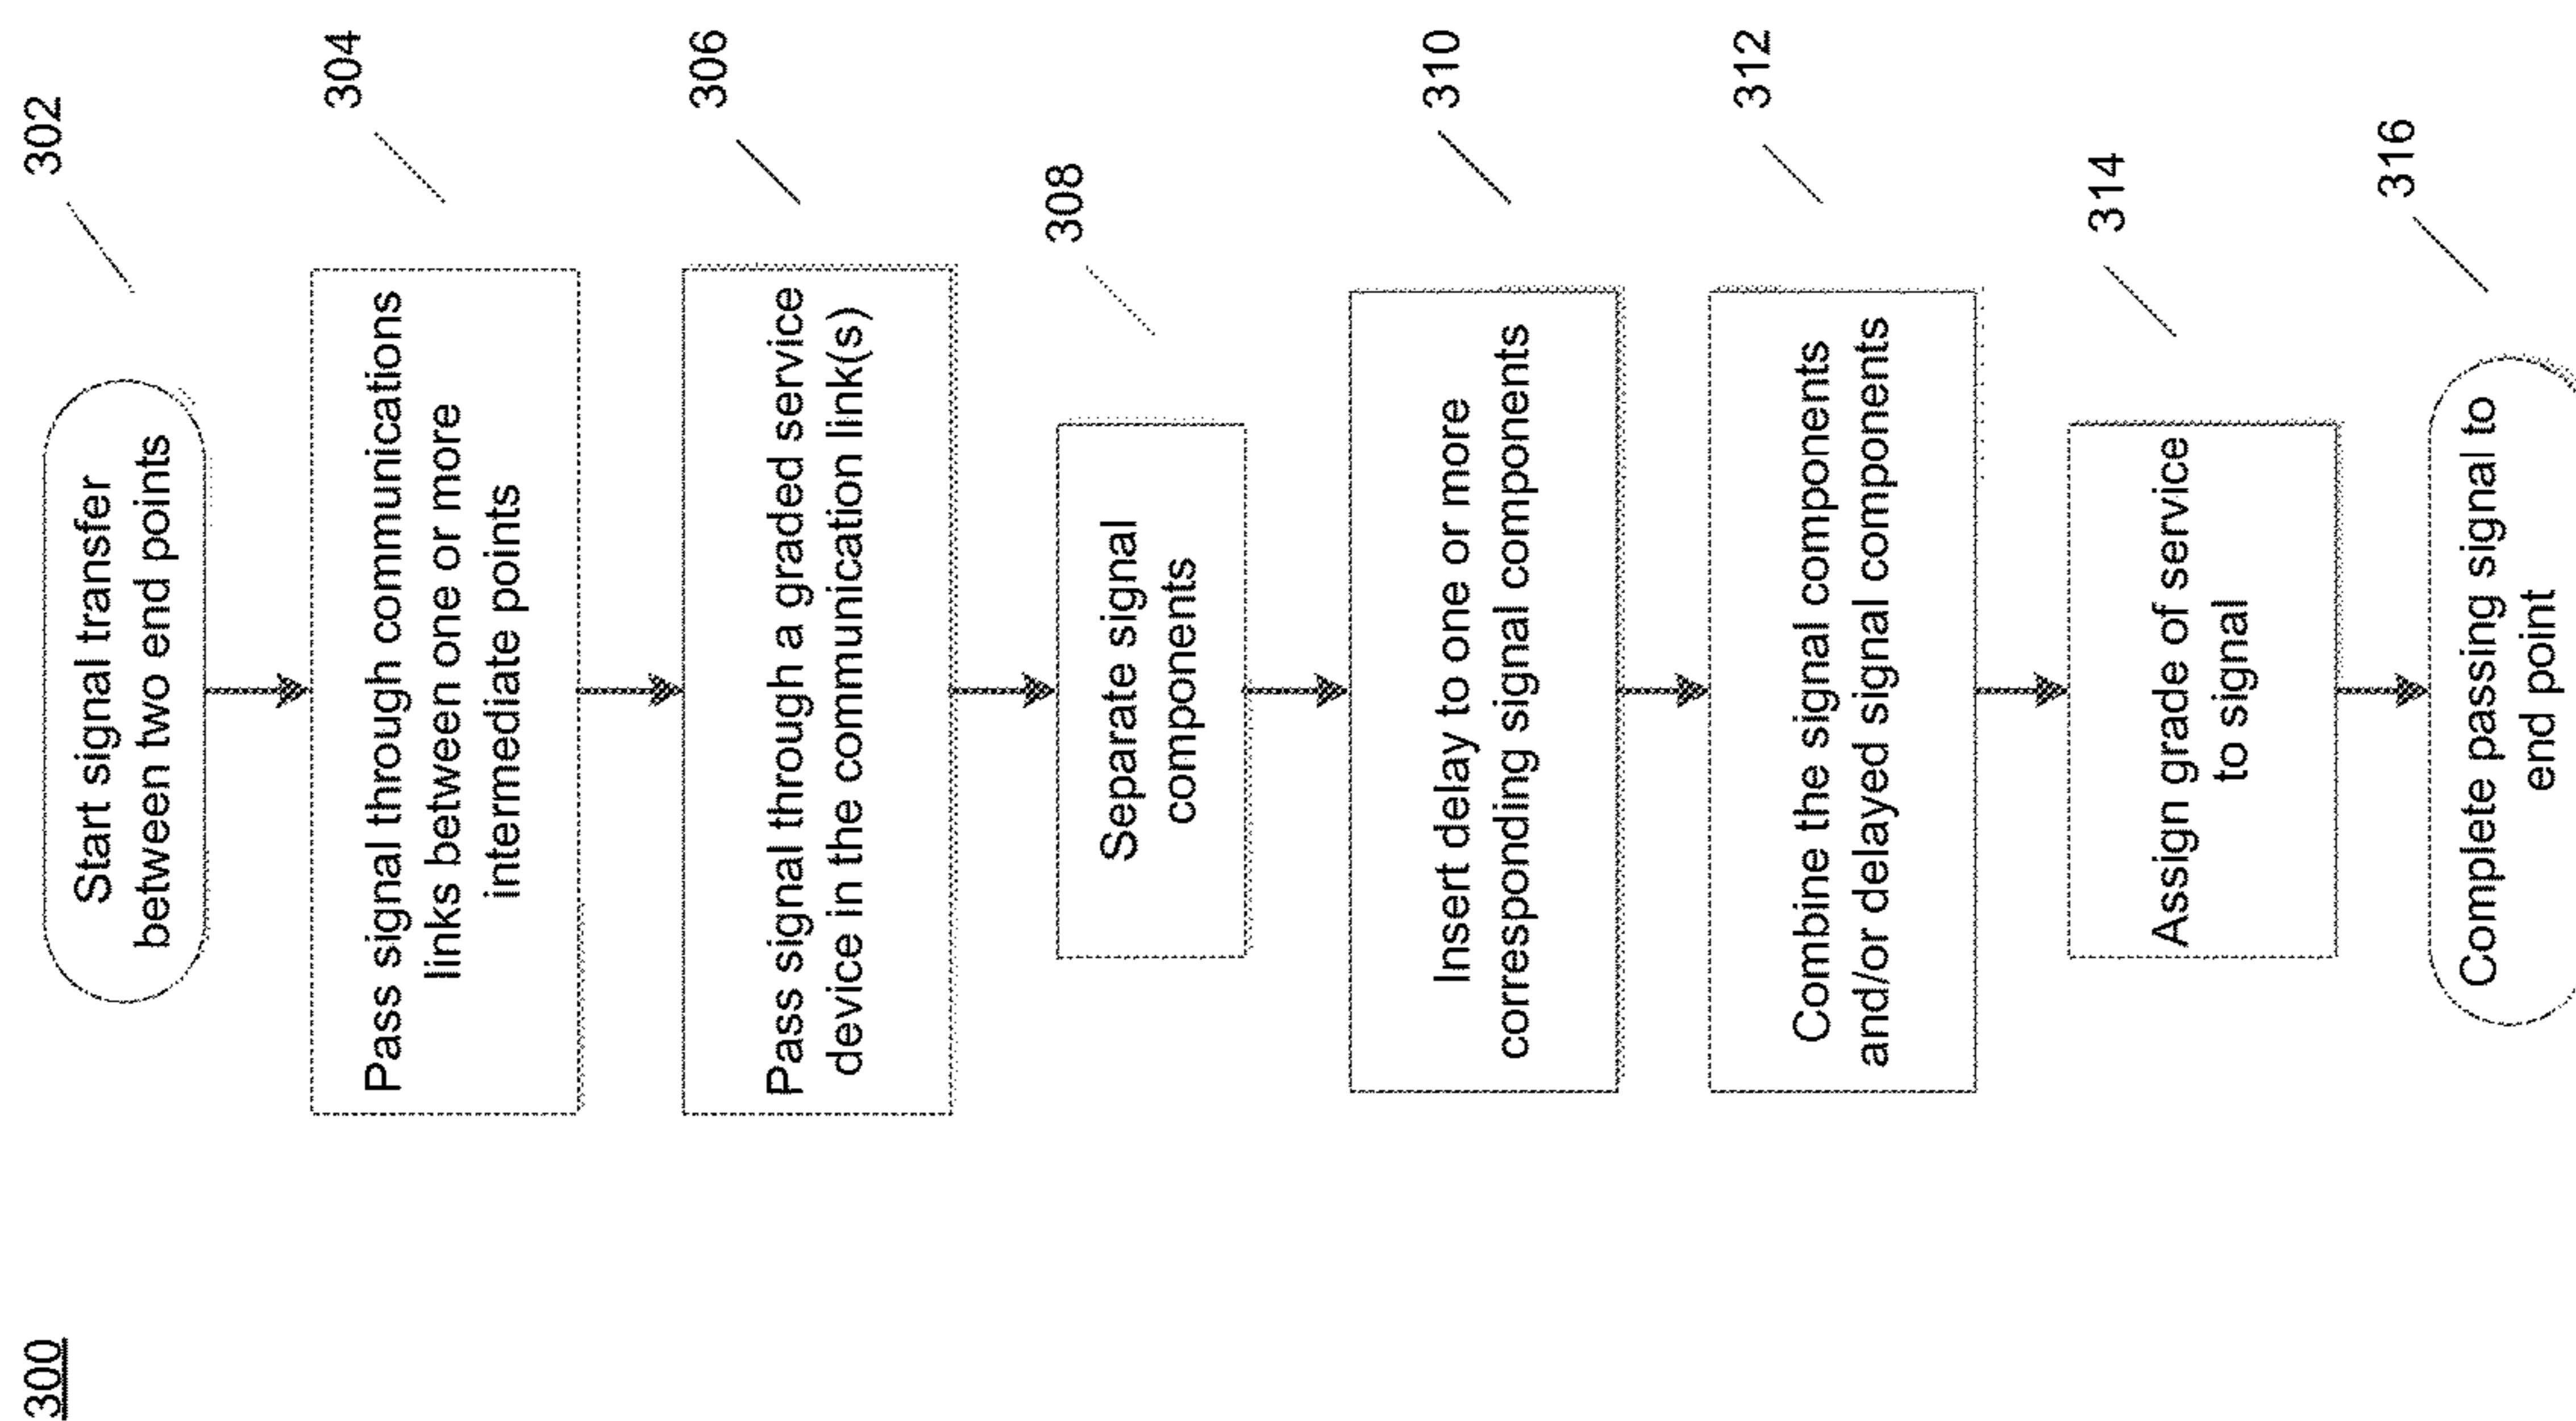 300
302
Start signal transfer
between two end points
304
Pass signal through communications
links between one or more
intermediate points
306
Pass signal through a graded service
device in the communication link(s)
308
Separate signal
components
310
Insert delay to one or more
corresponding signal components
312
Combine the signal components
and/or delayed signal components
314
Assign grade of service
to signal
316
Complete passing signal to
end point